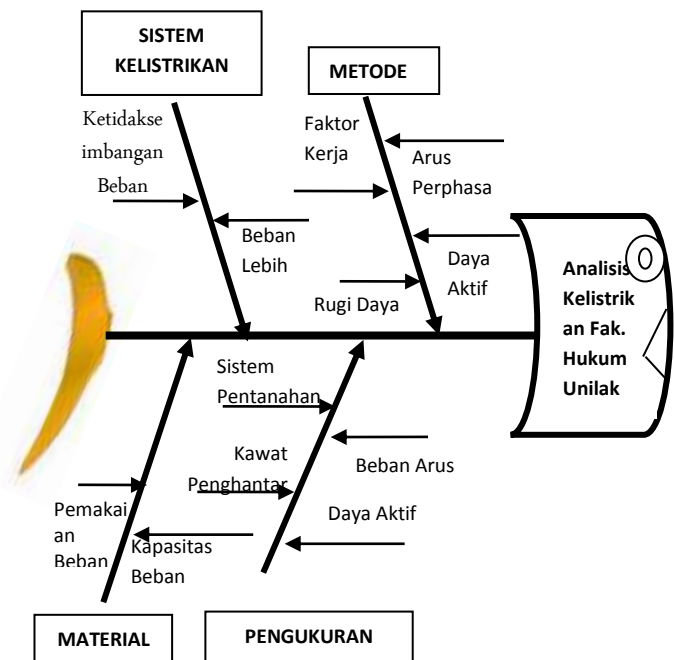 SISTEM
KELISTRIKAN
METODE
Ketidakse
imbangan
Beban
Beban
Lebih
Faktor
Kerja
Arus
Perphasa
Daya
Aktif
Rugi Daya
Analisis
Kelistrik
an Fak.
Hukum
Unilak
Sistem
Pentanahan
Kawat
Penghantar
Beban Arus
Daya Aktif
Pemakai
an
Beban
Kapasitas
Beban
MATERIAL
PENGUKURAN